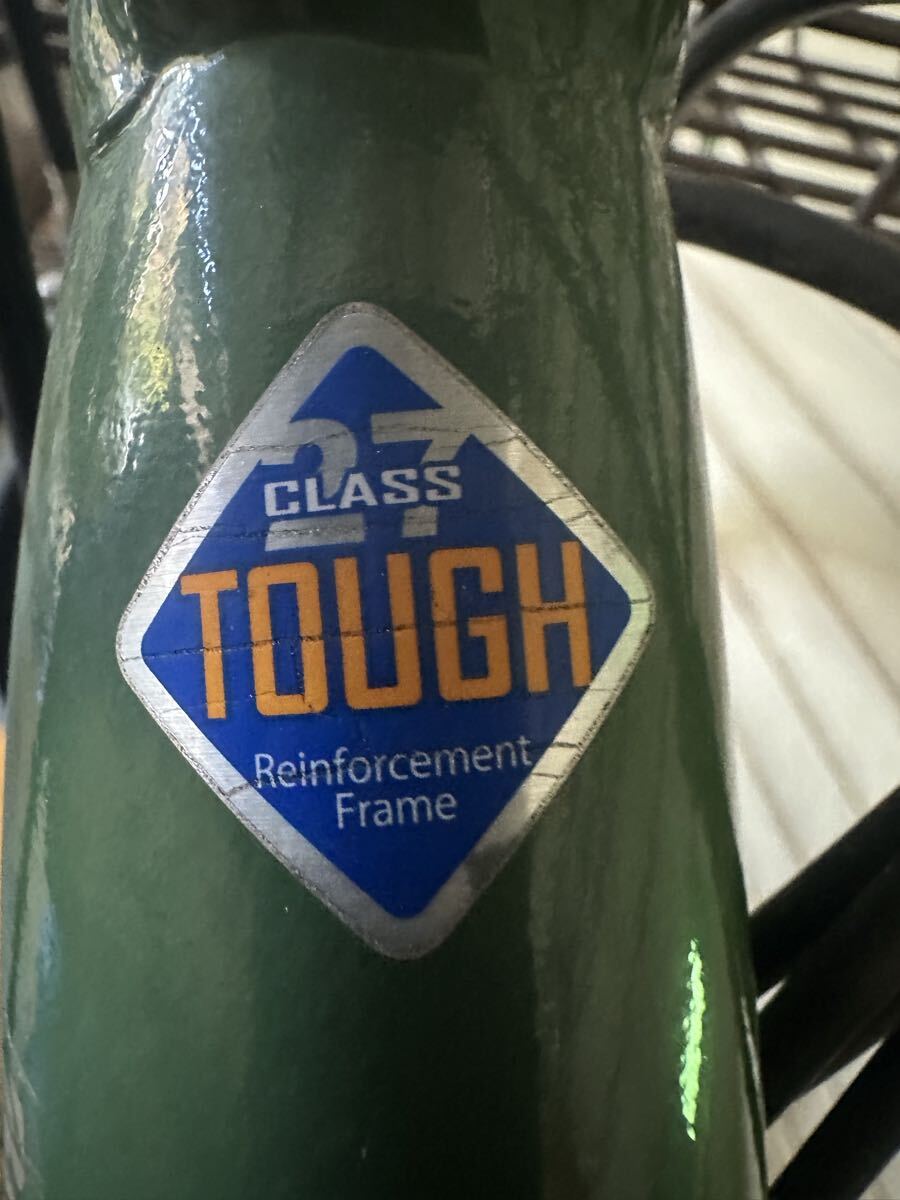 27
CLASS
TOUGH
Reinforcement
Frame